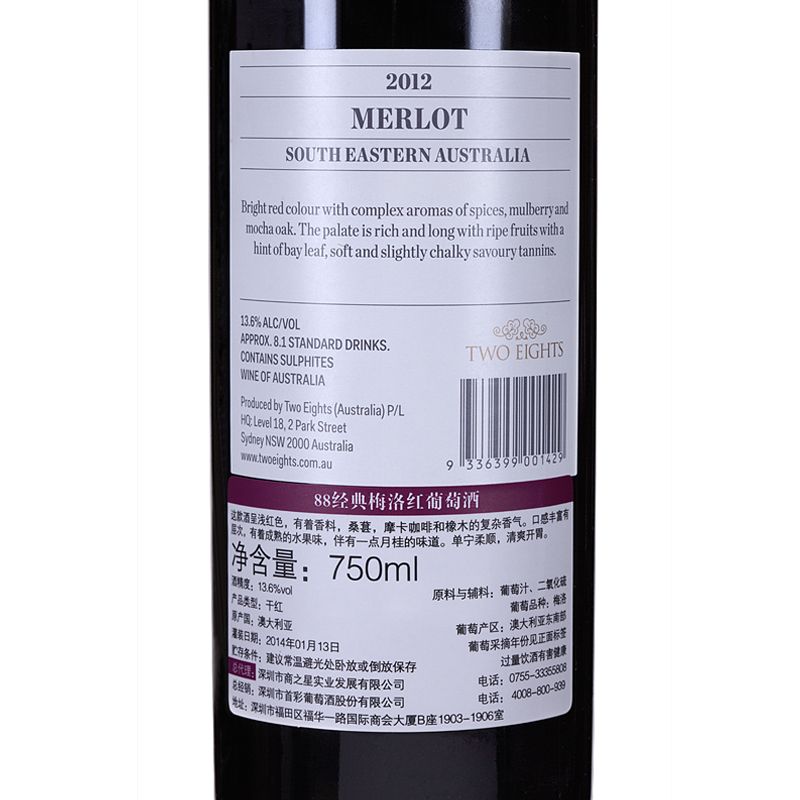 2012
MERLOT
SOUTH EASTERN AUSTRALIA
Bright red colour with complex aromas of spices, mulberry and
mocha oak. The palate is rich and long with ripe fruits with a
hint of bay leaf, soft and slightly chalky savoury tannins.
13.6% ALC/VOL
APPROX. 8.1 STANDARD DRINKS.
CONTAINS SULPHITES
WINE OF AUSTRALIA
TWO EIGHTS
Produced by Two Eights (Australia) P/L
HQ: Level 18, 2 Park Street
Sydney NSW 2000 Australia
www.twoeights.com.au
9 336399 001429
88经典梅洛红葡萄酒
这款酒呈浅红色，有着香料，桑葚，摩卡咖啡和橡木的复杂香气。口感丰富有
层次，有着成熟的水果味，伴有一点月桂的味道。单宁柔顺，清爽开胃。
净含量：750ml
酒精度：13.6%vol
产品类型：干红
原产国：澳大利亚
灌装日期：2014年01月13日
贮存条件：建议常温避光处卧放或倒放保存
总代理：深圳市商之星实业发展有限公司
总经销：深圳市首彩葡萄酒股份有限公司
地址：深圳市福田区福华一路国际商会大厦B座1903-1906室
原料与辅料：葡萄汁、二氧化硫
葡萄品种：梅洛
葡萄产区：澳大利亚东南部
葡萄采摘年份见正面标签
过量饮酒有害健康
电话：0755-33355808
电话：4008-800-939